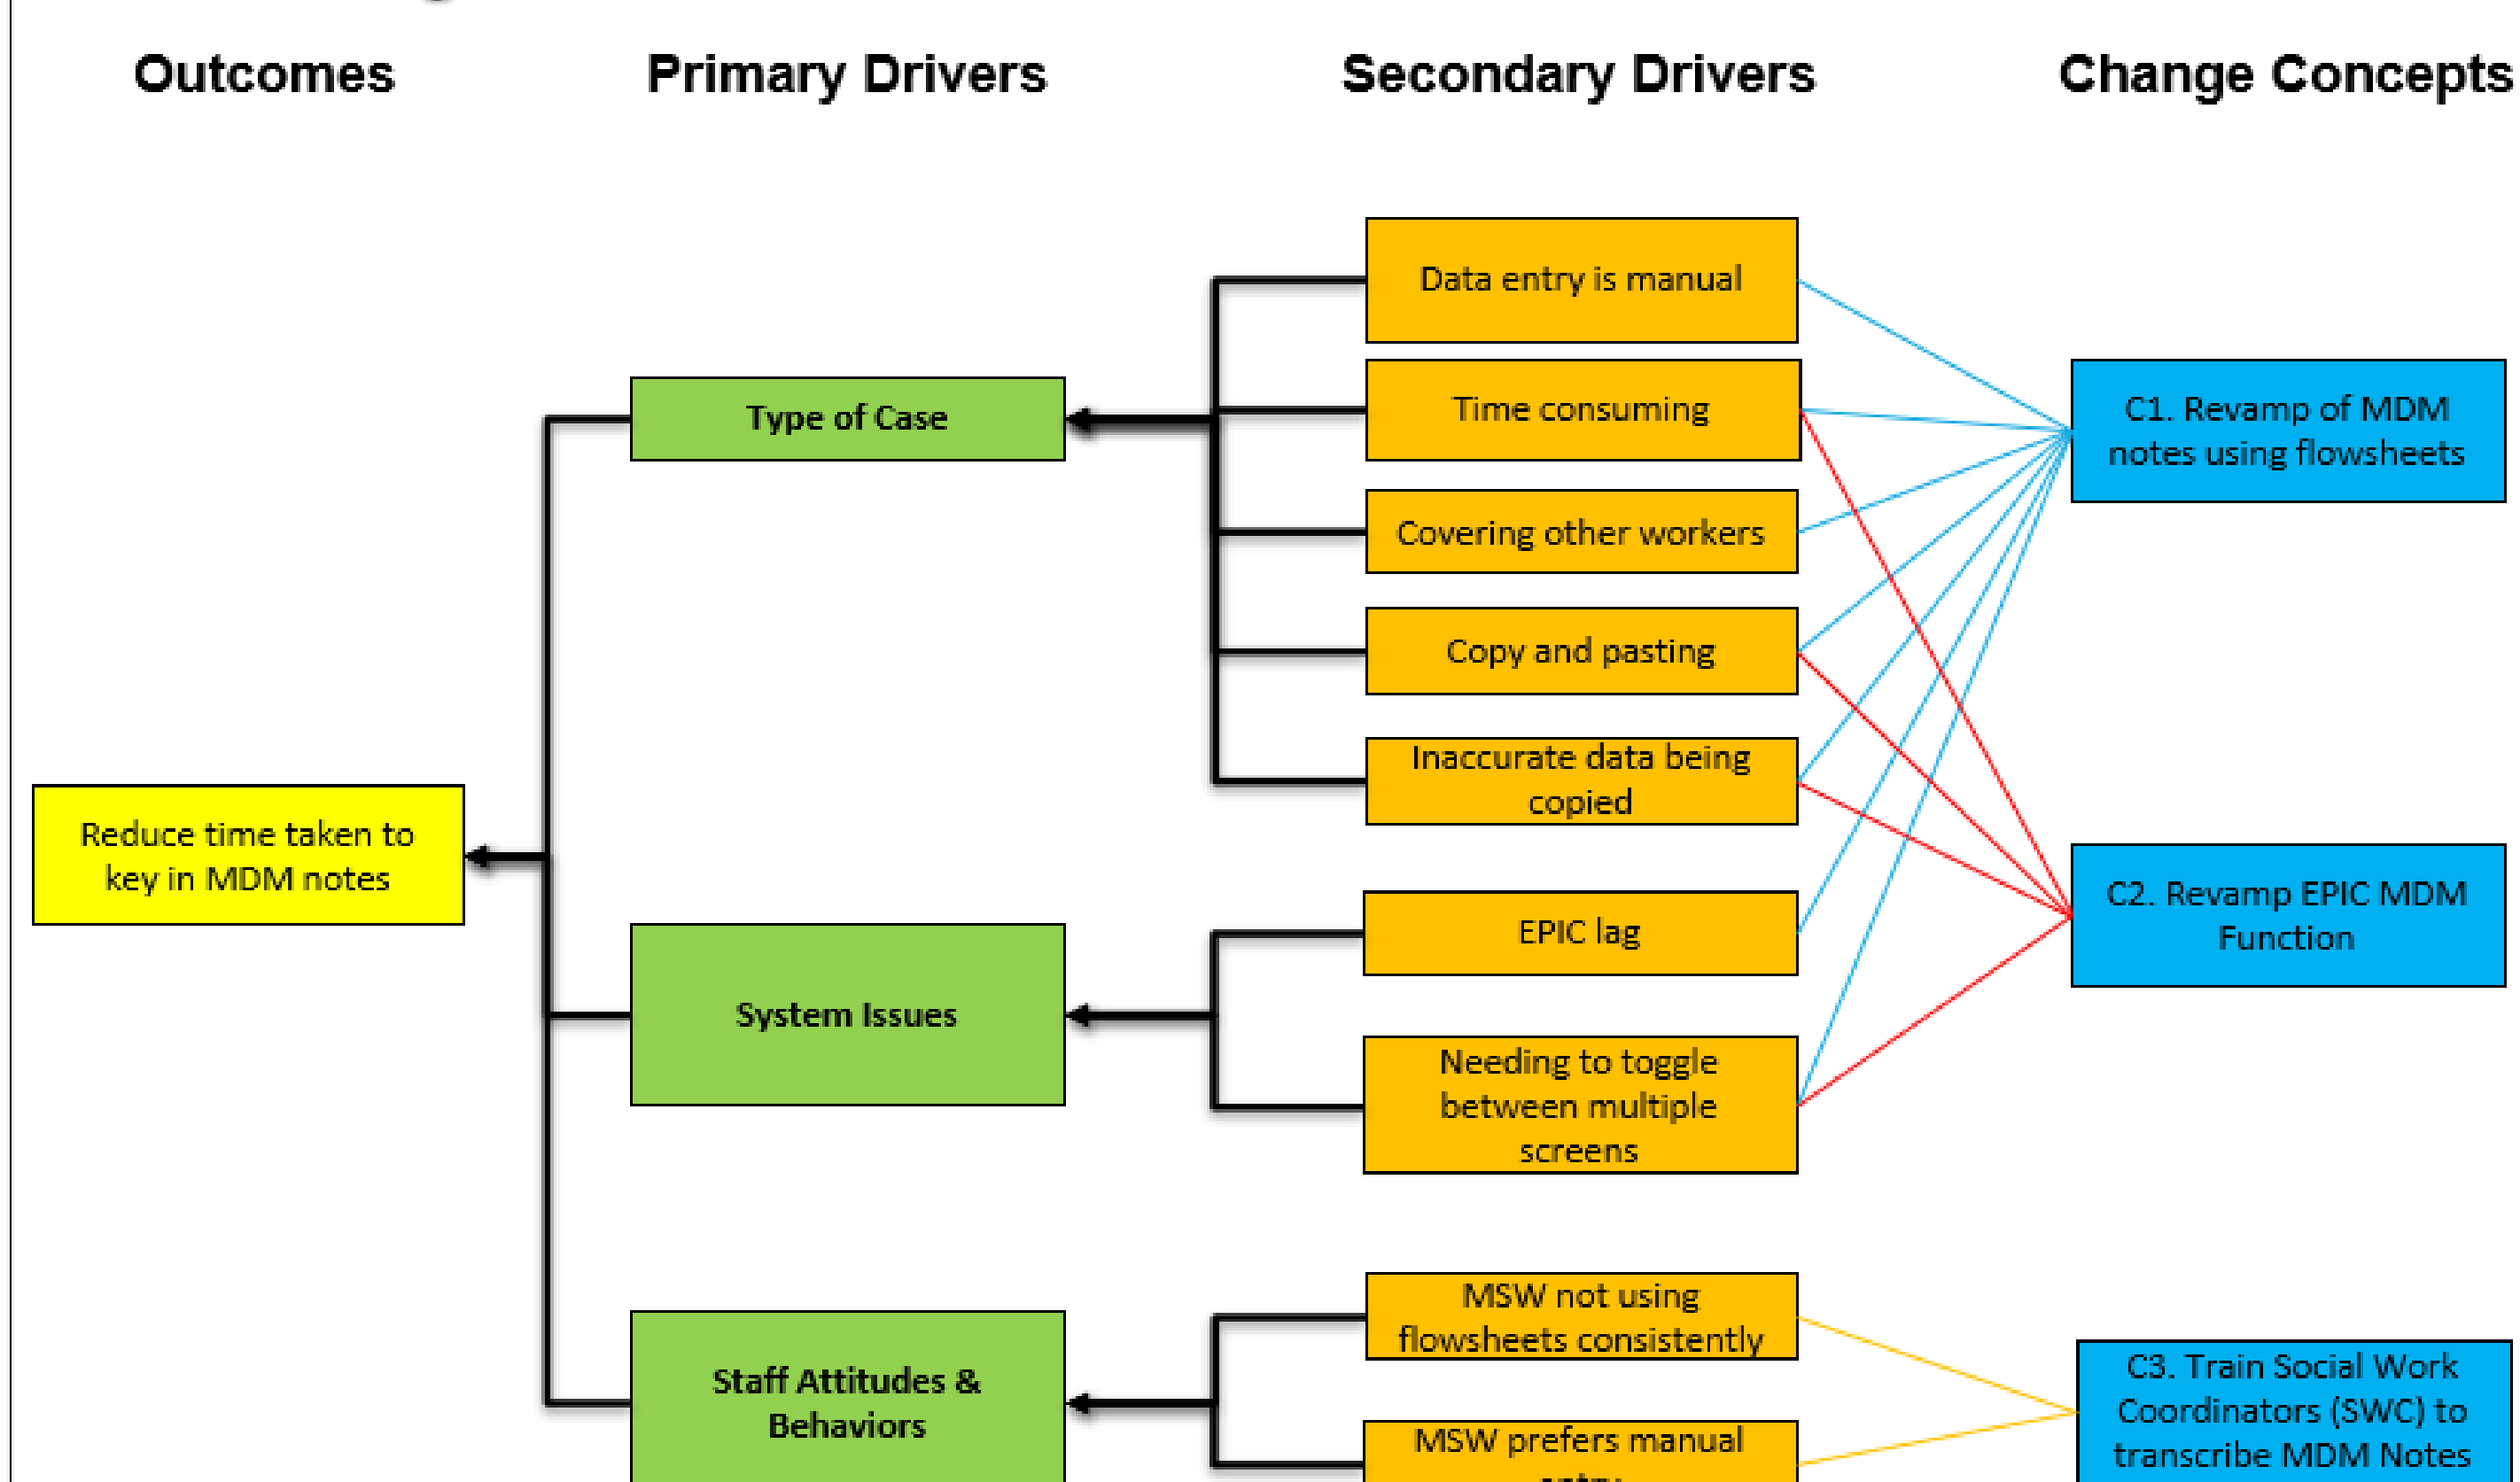 Outcomes
Primary Drivers
Secondary Drivers
Change Concepts
Data entry is manual
Type of Case
Time consuming
C1. Revamp of MDM
notes using flowsheets
Covering other workers
Copy and pasting
Inaccurate data being
copied
Reduce time taken to
key in MDM notes
EPIC lag
C2. Revamp EPIC MDM
Function
System Issues
Needing to toggle
between multiple
screens
MSW not using
flowsheets consistently
Staff Attitudes &
Behaviors
C3. Train Social Work
Coordinators (SWC) to
transcribe MDM Notes
MSW prefers manual